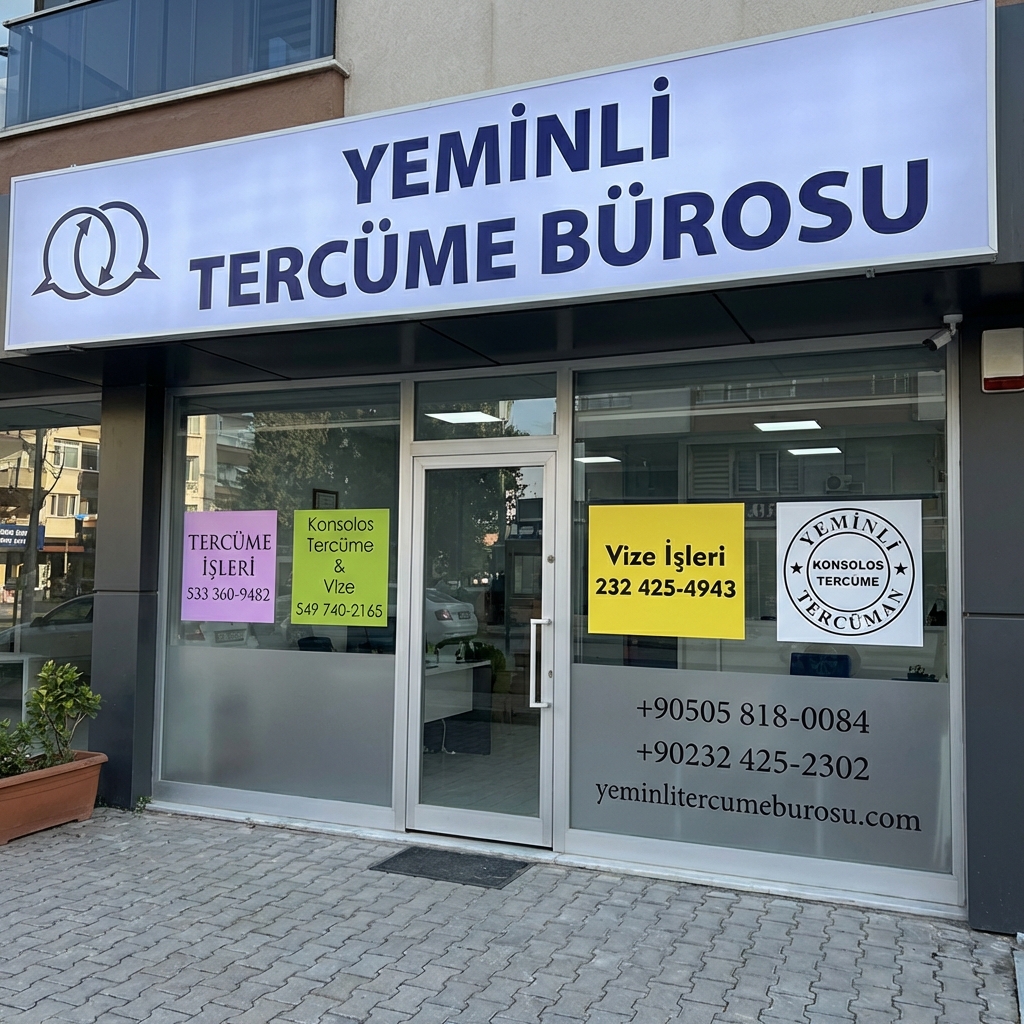 YEMİNLİ
TERCÜME BÜROSU
TERCÜME
İŞLERİ
533 360-9482
Konsolos
Tercüme
&
VIze
549 740-2165
Vize İşleri
232 425-4943
YEMİNLİ
KONSOLOS
TERCÜME
TERCÜMAN
+90505 818-0084
+90232 425-2302
yeminlitercumeburosu.com